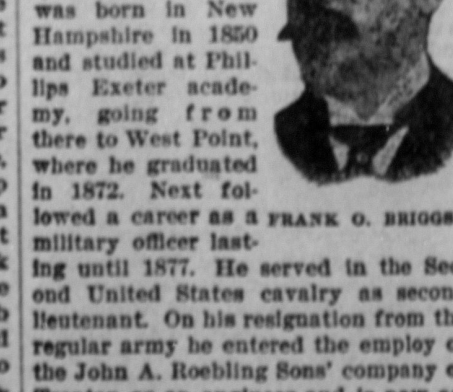 was born in New
Hampshire in 1850
and studied at Phil-
lips Exeter acade-
my, going from
there to West Point,
where he graduated
in 1872. Next fol-
lowed a career as a
FRANK O. BRIGGS
military officer last-
ing until 1877. He served in the Sec
ond United States cavalry as secon
lieutenant. On his resignation from th
regular army he entered the employ o
the John A. Roebling Sons' company o